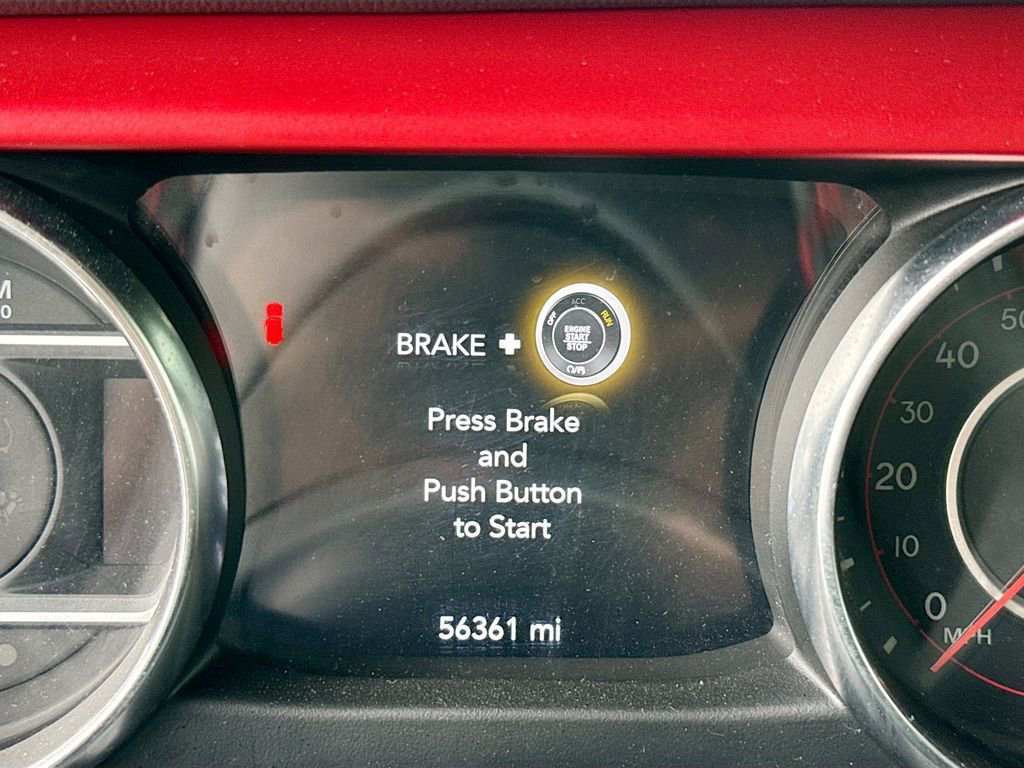 ACC
OFF
RUN
ENGINE
START
STOP
BRAKE +
Press Brake
and
Push Button
to Start
56361 mi
50
40
30
20
10
0
MPH